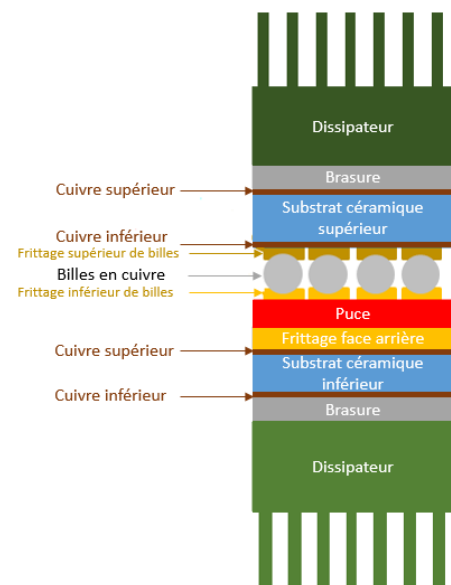 Dissipateur
Brasure
Cuivre supérieur
Substrat céramique
supérieur
Cuivre inférieur
Frittage supérieur de billes
Billes en cuivre
Frittage inférieur de billes
Puce
Frittage face arrière
Cuivre supérieur
Substrat céramique
inférieur
Cuivre inférieur
Brasure
Dissipateur